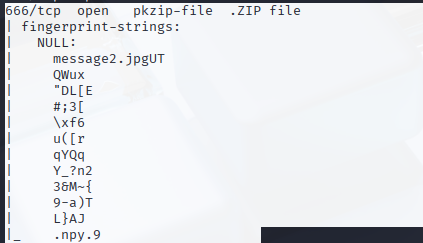 666/tcp  open   pkzip-file  .ZIP file
| fingerprint-strings:
|   NULL:
|     message2.jpgUT
|     QWux
|     "DL[E
|     #;3[
|     \xf6
|     u([r
|     qYQq
|     Y_?n2
|     3&M~{
|     9-a)T
|     L}AJ
|_    .npy.9